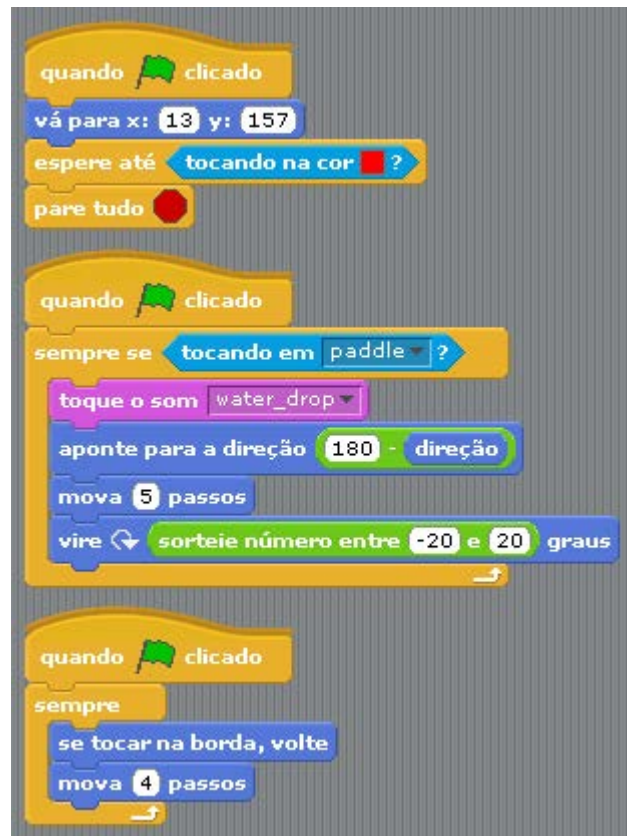 quando clicado
vá para x: 13 y: 157
espere até tocando na cor ?
pare tudo
quando clicado
sempre se tocando em paddle ?
toque o som water_drop
aponte para a direção 180 - direção
mova 5 passos
vire sorteie número entre -20 e 20 graus
quando clicado
sempre
se tocar na borda, volte
mova 4 passos